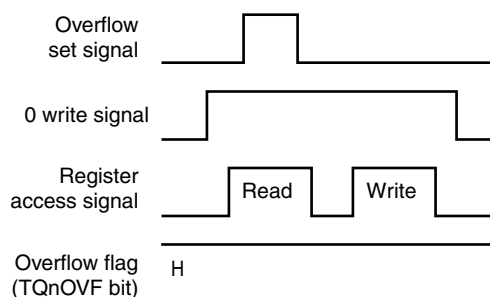 Overflow
set signal
0 write signal
Register
access signal
Read
Write
Overflow flag
(TQnOVF bit)
H